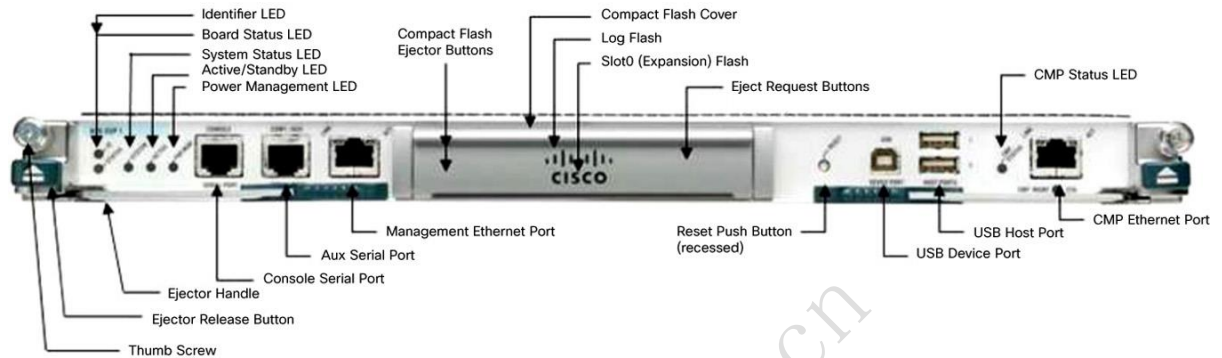 Identifier LED
Board Status LED
System Status LED
Active/Standby LED
Power Management LED
Compact Flash
Ejector Buttons
Compact Flash Cover
Log Flash
Slot0 (Expansion) Flash
Eject Request Buttons
CMP Status LED
CONSOLE
CISCO
HOST PORTS
Management Ethernet Port
Aux Serial Port
Console Serial Port
Ejector Handle
Ejector Release Button
Thumb Screw
Reset Push Button
(recessed)
USB Device Port
USB Host Port
CMP Ethernet Port
cn